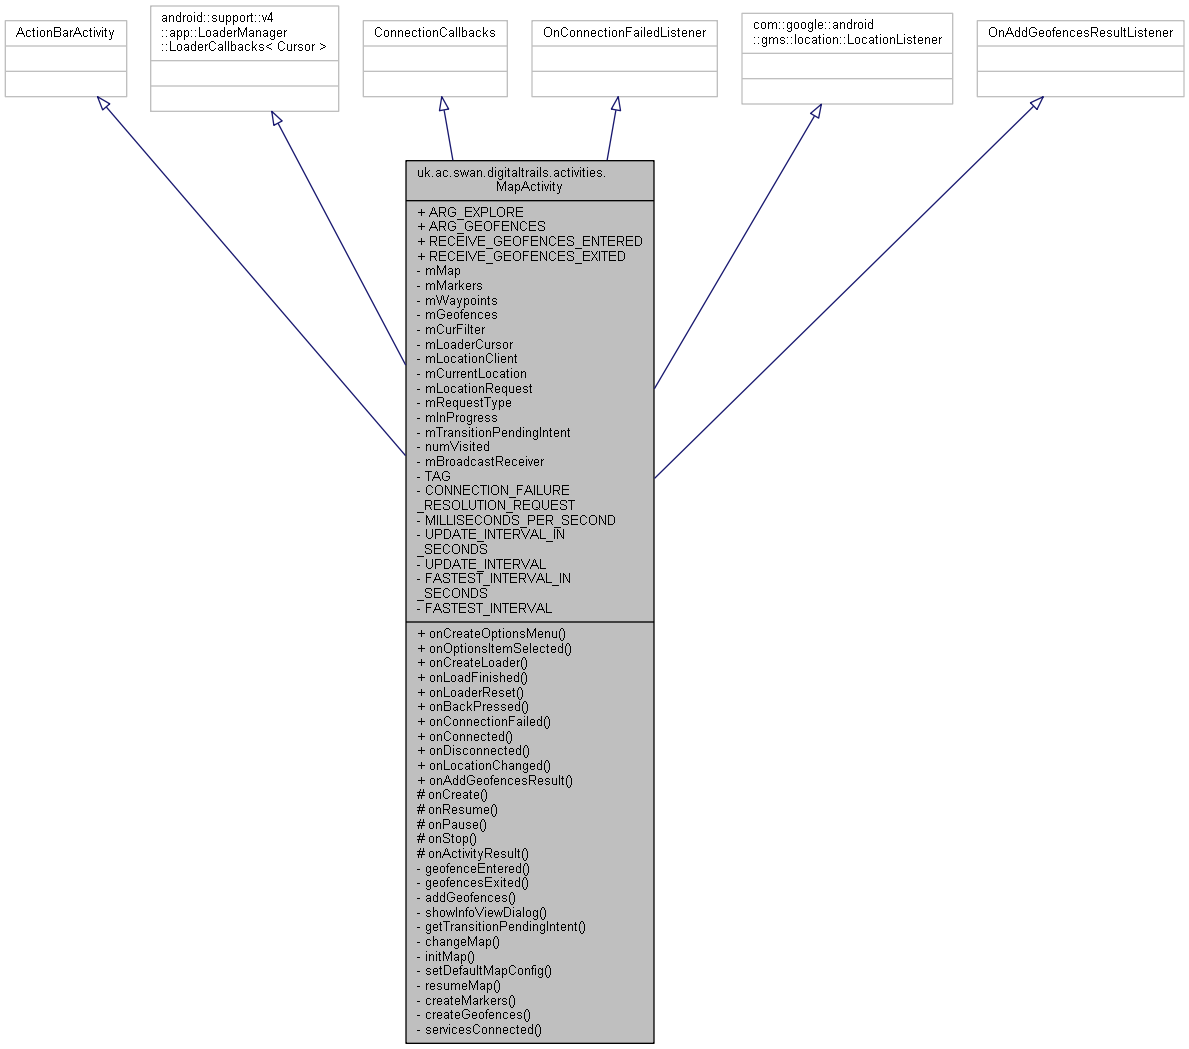 ActionBarActivity
android::support::v4
::app::LoaderManager
::LoaderCallbacks< Cursor >
ConnectionCallbacks
OnConnectionFailedListener
com::google::android
::gms::location::LocationListener
OnAddGeofencesResultListener
uk.ac.swan.digitaltrails.activities.
MapActivity
+ ARG_EXPLORE
+ ARG_GEOFENCES
+ RECEIVE_GEOFENCES_ENTERED
+ RECEIVE_GEOFENCES_EXITED
- mMap
- mMarkers
- mWaypoints
- mGeofences
- mCurFilter
- mLoaderCursor
- mLocationClient
- mCurrentLocation
- mLocationRequest
- mRequestType
- mInProgress
- mTransitionPendingIntent
- numVisited
- mBroadcastReceiver
- TAG
- CONNECTION_FAILURE
_RESOLUTION_REQUEST
- MILLISECONDS_PER_SECOND
- UPDATE_INTERVAL_IN
_SECONDS
- UPDATE_INTERVAL
- FASTEST_INTERVAL_IN
_SECONDS
- FASTEST_INTERVAL
+ onCreateOptionsMenu()
+ onOptionsItemSelected()
+ onCreateLoader()
+ onLoadFinished()
+ onLoaderReset()
+ onBackPressed()
+ onConnectionFailed()
+ onConnected()
+ onDisconnected()
+ onLocationChanged()
+ onAddGeofencesResult()
# onCreate()
# onResume()
# onPause()
# onStop()
# onActivityResult()
- geofenceEntered()
- geofencesExited()
- addGeofences()
- showInfoViewDialog()
- getTransitionPendingIntent()
- changeMap()
- initMap()
- setDefaultMapConfig()
- resumeMap()
- createMarkers()
- createGeofences()
- servicesConnected()